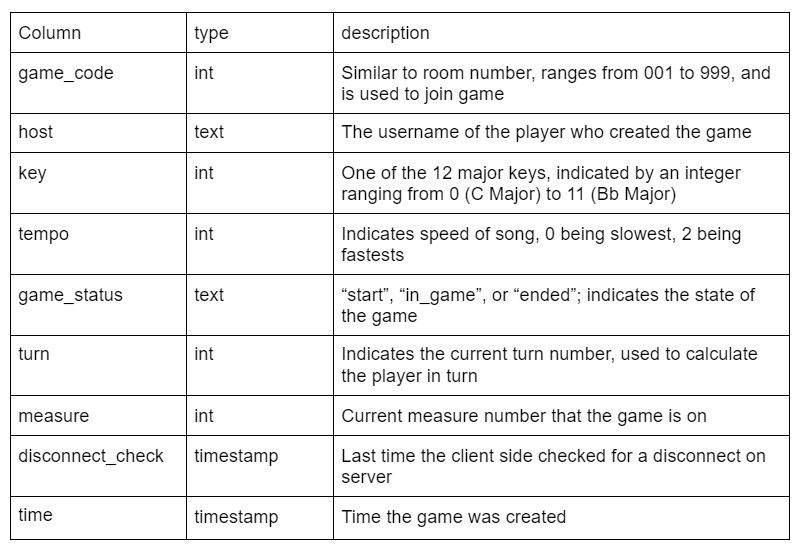 Column type description
game_code int Similar to room number, ranges from 001 to 999, and
is used to join game
host text The username of the player who created the game
key int One of the 12 major keys, indicated by an integer
ranging from 0 (C Major) to 11 (Bb Major)
tempo int Indicates speed of song, 0 being slowest, 2 being
fastests
game_status text “start”, “in_game”, or “ended”; indicates the state of
the game
turn int Indicates the current turn number, used to calculate
the player in turn
measure int Current measure number that the game is on
disconnect_check timestamp Last time the client side checked for a disconnect on
server
time timestamp Time the game was created